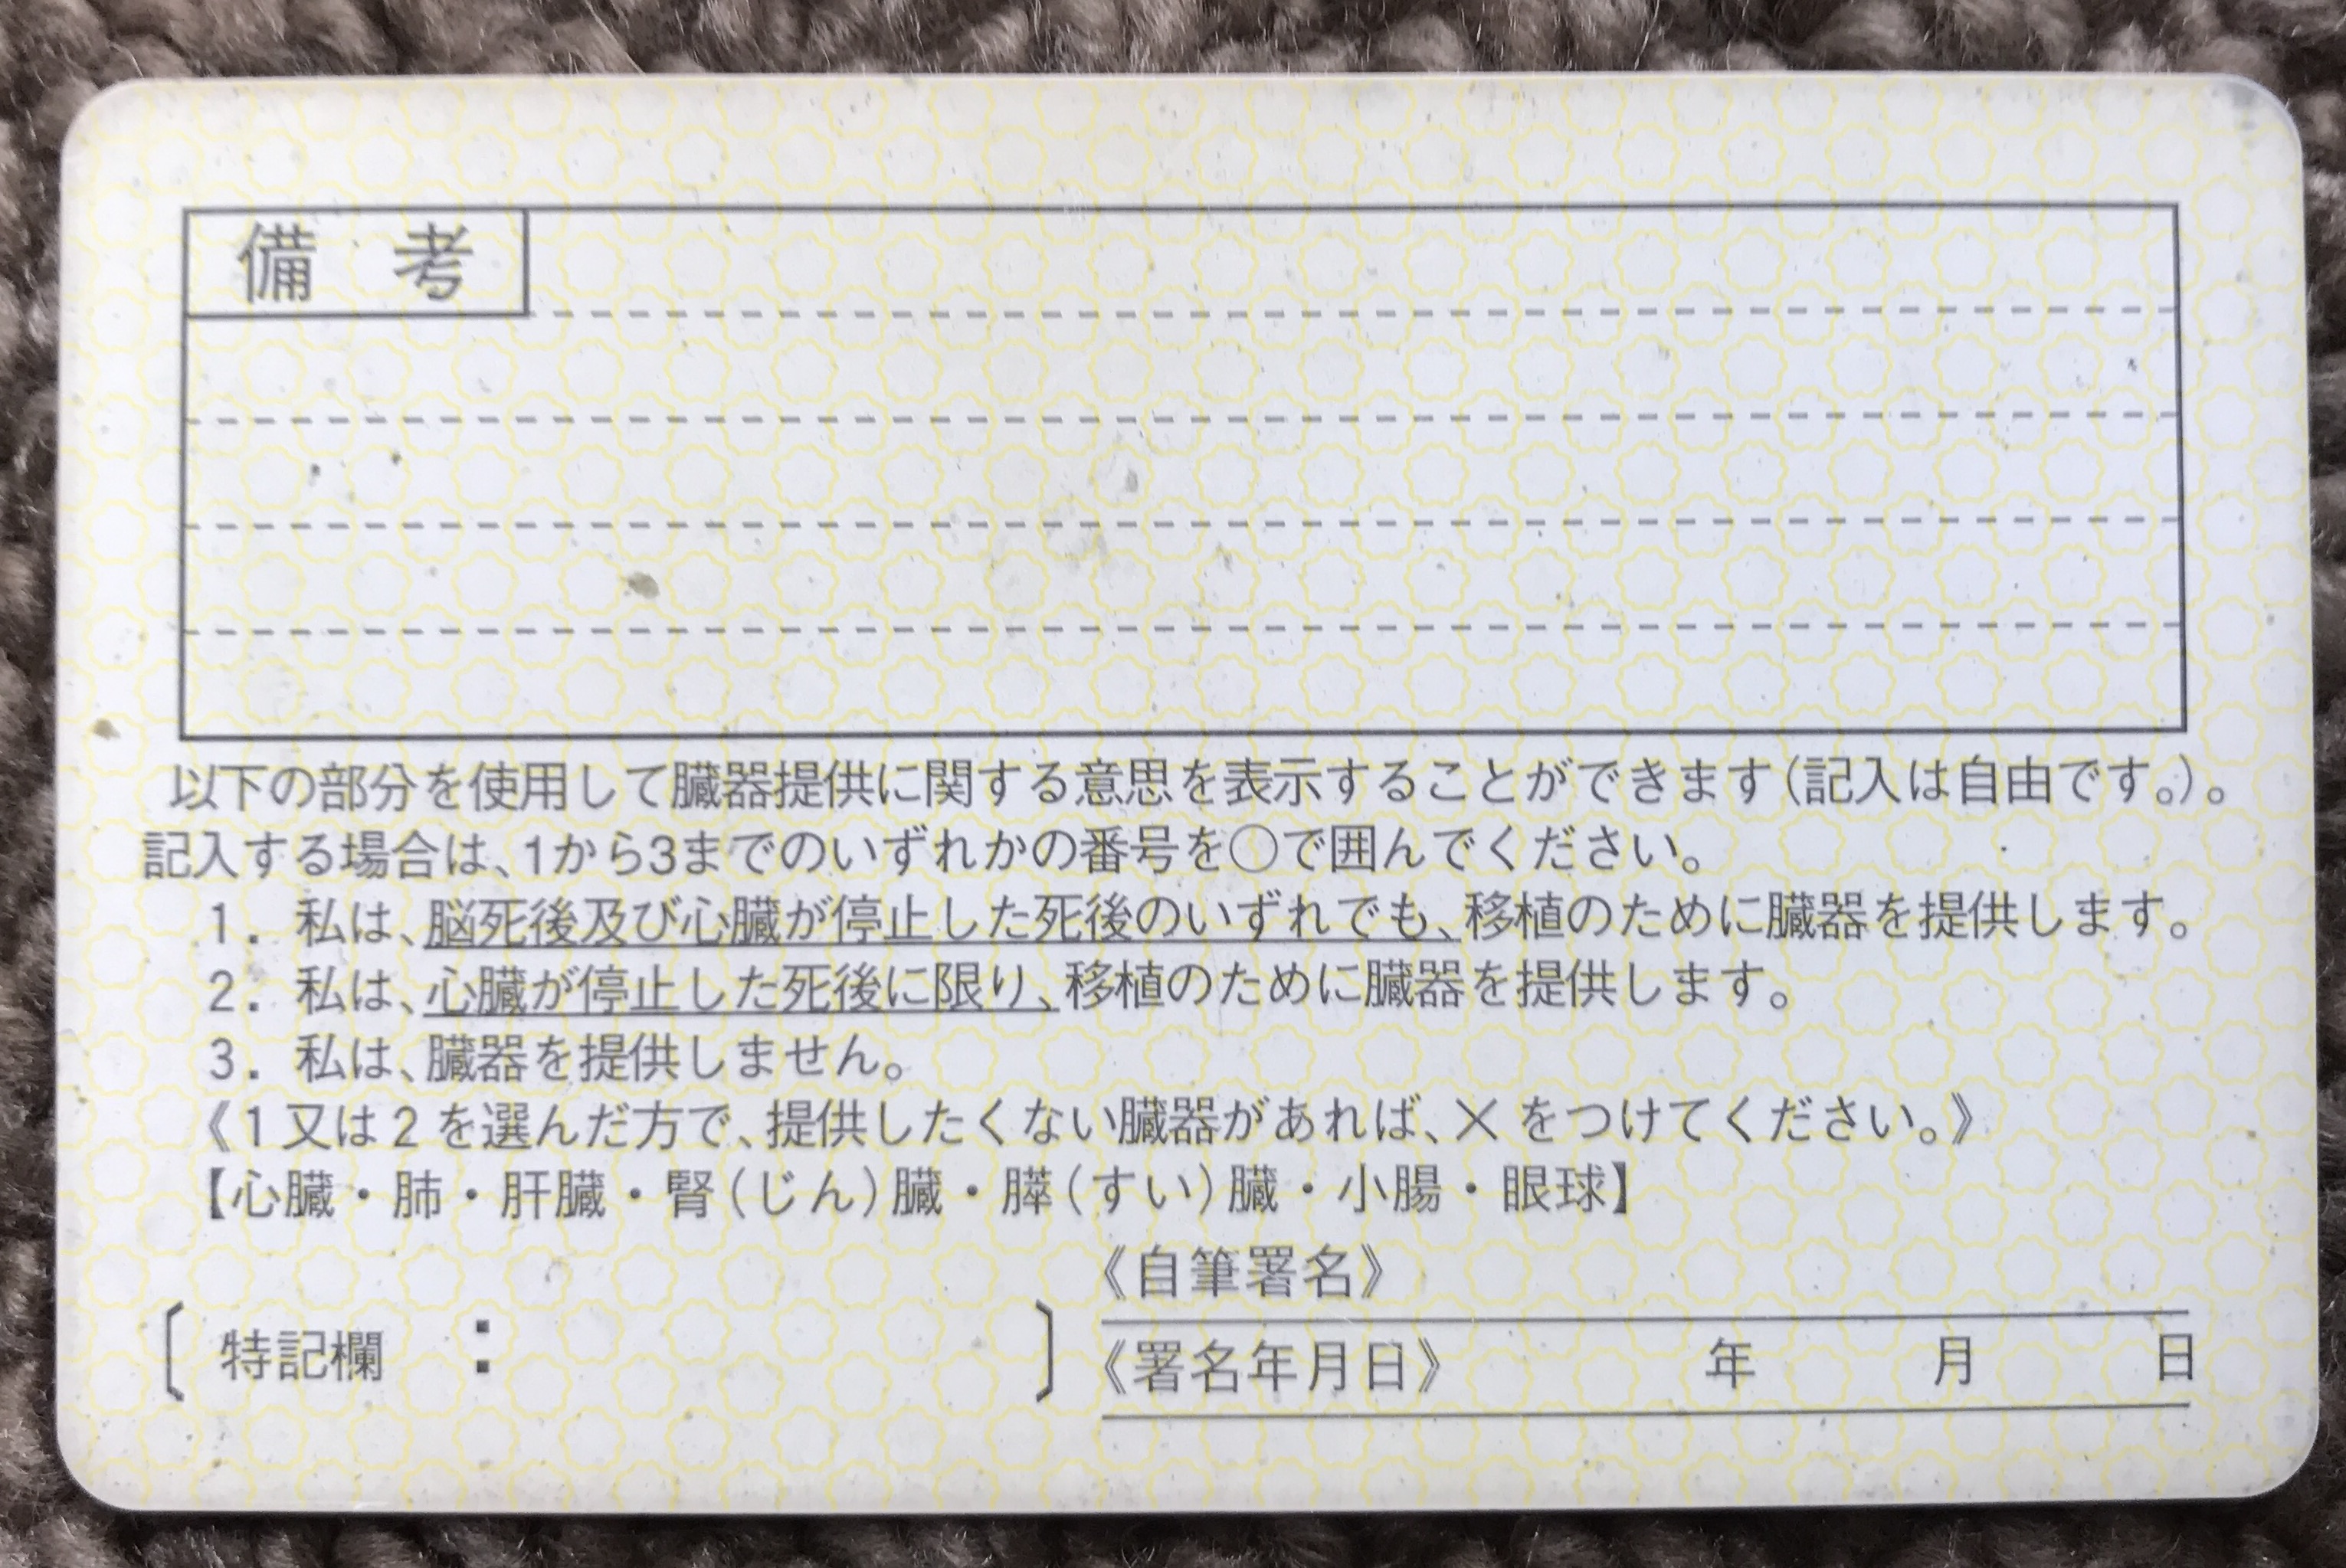 備　考
以下の部分を使用して臓器提供に関する意思を表示することができます(記入は自由です。)。
記入する場合は、1から3までのいずれかの番号を○で囲んでください。
1. 私は、脳死後及び心臓が停止した死後のいずれでも、移植のために臓器を提供します。
2. 私は、心臓が停止した死後に限り、移植のために臓器を提供します。
3. 私は、臓器を提供しません。
《1又は2を選んだ方で、提供したくない臓器があれば、×をつけてください。》
【心臓・肺・肝臓・腎(じん)臓・膵(すい)臓・小腸・眼球】
〔特記欄　:　〕
《自筆署名》
《署名年月日》　年　月　日